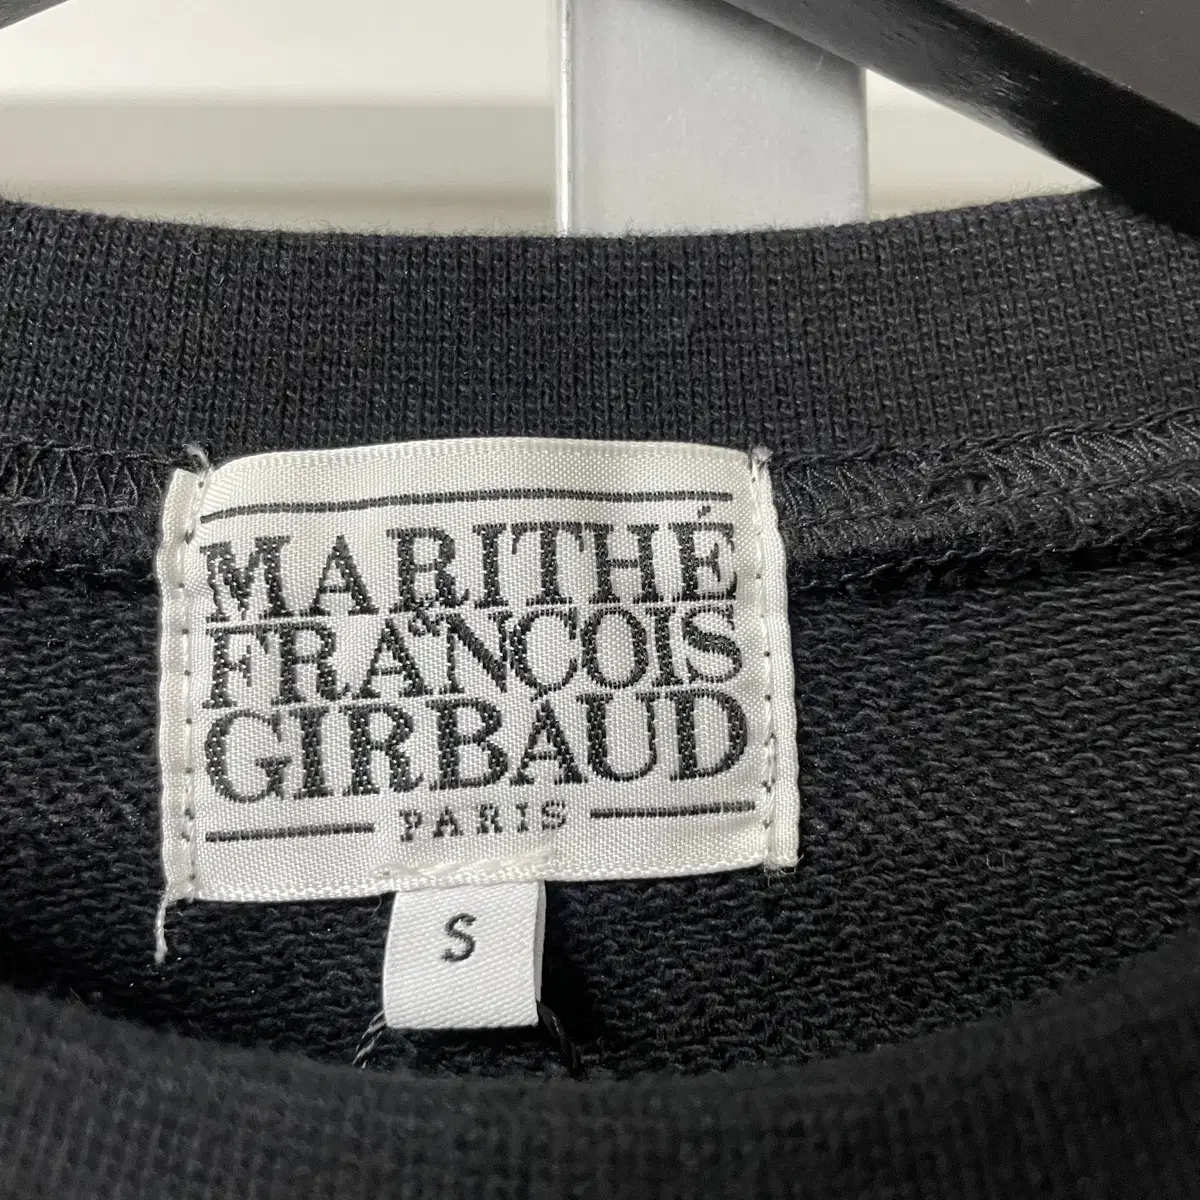 MARITHÉ
FRANÇOIS
&
GIRBAUD
PARIS
S